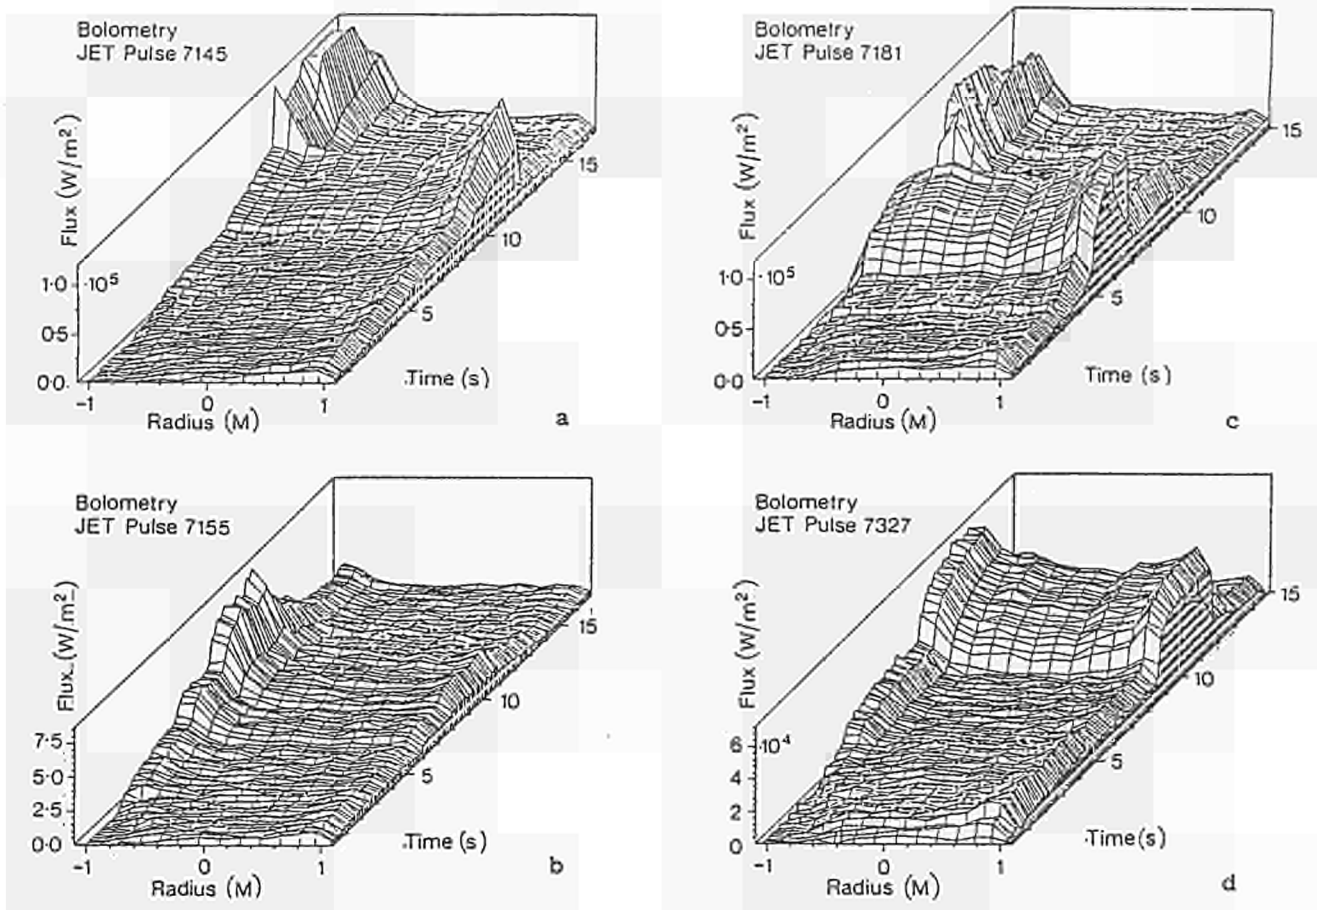 Bolometry
JET Pulse 7145
Flux (W/m²)
1·0 ·10⁵
0·5
0·0
-1 0 1
Radius (M)
5
10
15
Time (s)
a
Bolometry
JET Pulse 7181
Flux (W/m²)
1·0 ·10⁵
0·5
0·0
-1 0 1
Radius (M)
5
10
15
Time (s)
c
Bolometry
JET Pulse 7155
Flux (W/m²)
7·5
5·0
2·5
0·0
-1 0 1
Radius (M)
5
10
15
Time (s)
b
Bolometry
JET Pulse 7327
Flux (W/m²)
6 ·10⁴
4
2
0
-1 0 1
Radius (M)
5
10
15
Time (s)
d